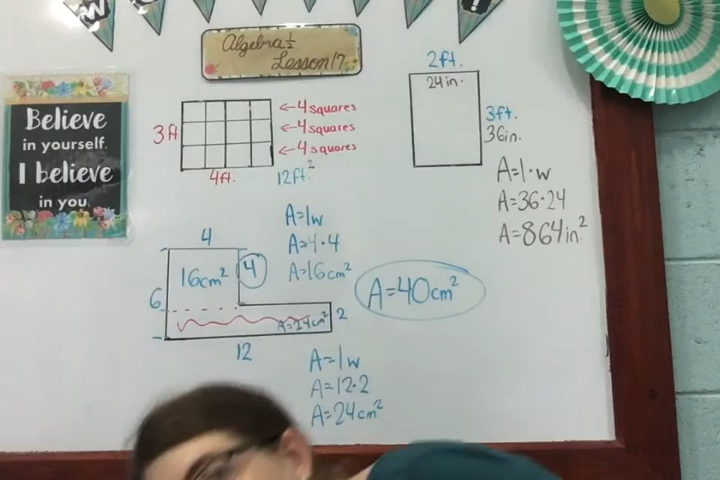 Algebra ½
Lesson 17
Believe
in yourself.
I believe
in you.
3ft
← 4 squares
← 4 squares
← 4 squares
4ft.
12ft.²
2ft.
24in.
3ft.
36in.
A=l·w
A=36·24
A=864in²
4
16cm²
4
6
A=24cm²
2
12
A=lw
A=4·4
A=16cm²
A=40cm²
A=lw
A=12·2
A=24cm²